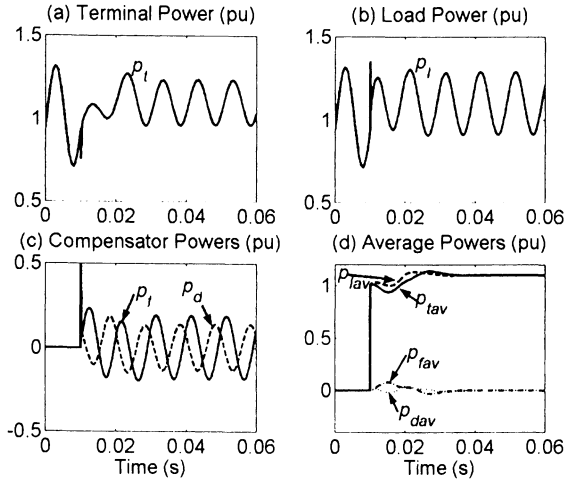 (a) Terminal Power (pu)
1.5
1
0.5
0
0.02
0.04
0.06
p_t
(b) Load Power (pu)
1.5
1
0.5
0
0.02
0.04
0.06
p_l
(c) Compensator Powers (pu)
0.5
0
-0.5
0
0.02
0.04
0.06
Time (s)
p_f
p_d
(d) Average Powers (pu)
1
0
0
0.02
0.04
0.06
Time (s)
p_lav
p_tav
p_fav
p_dav